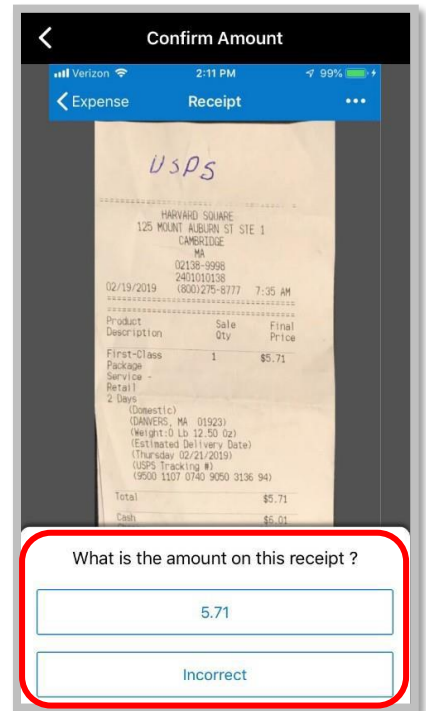 Confirm Amount
Verizon 2:11 PM 99%
Expense Receipt
USPS
HARVARD SQUARE
125 MOUNT AUBURN ST STE 1
CAMBRIDGE
MA
02138-9998
2401010138
02/19/2019 (800)275-8777 7:35 AM
Product Sale Final
Description Qty Price
First-Class 1 $5.71
Package
Service -
Retail
2 Days
(Domestic)
(DANVERS, MA 01923)
(Weight:0 Lb 12.50 Oz)
(Estimated Delivery Date)
(Thursday 02/21/2019)
(USPS Tracking #)
(9500 1107 0740 9050 3136 94)
Total $5.71
Cash $6.01
What is the amount on this receipt ?
5.71
Incorrect